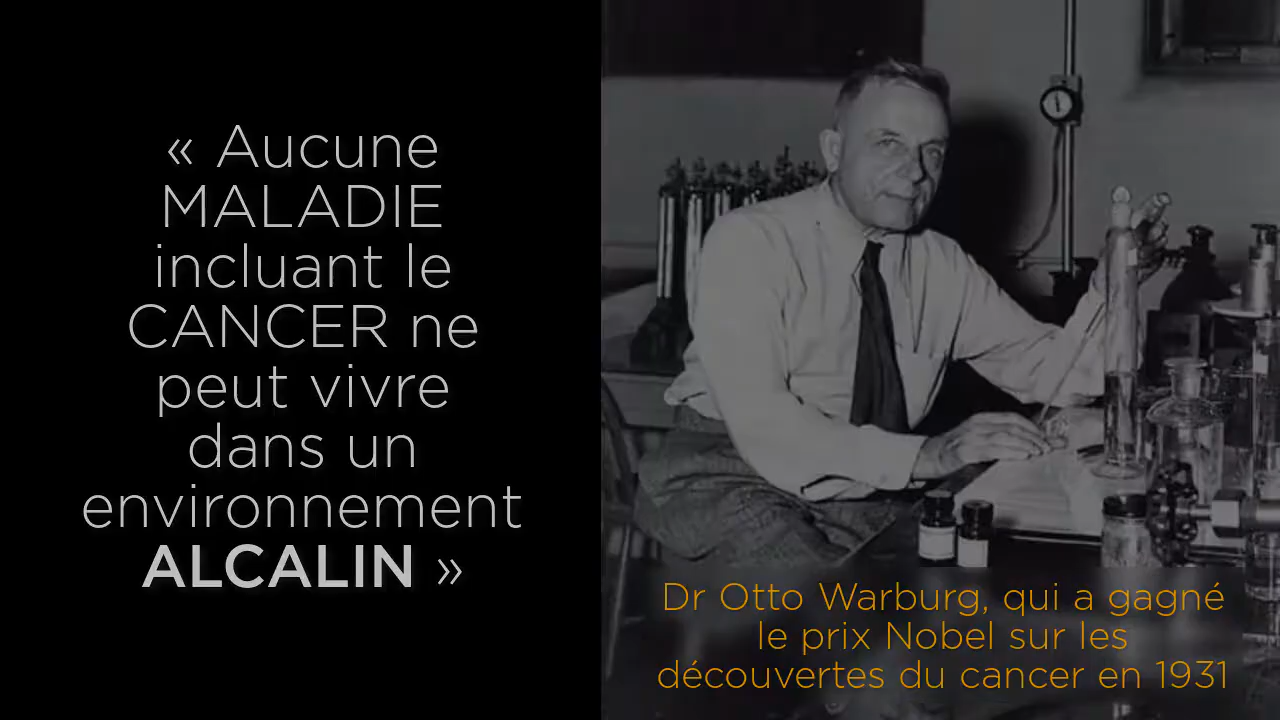 « Aucune
MALADIE
incluant le
CANCER ne
peut vivre
dans un
environnement
ALCALIN »
Dr Otto Warburg, qui a gagné
le prix Nobel sur les
découvertes du cancer en 1931